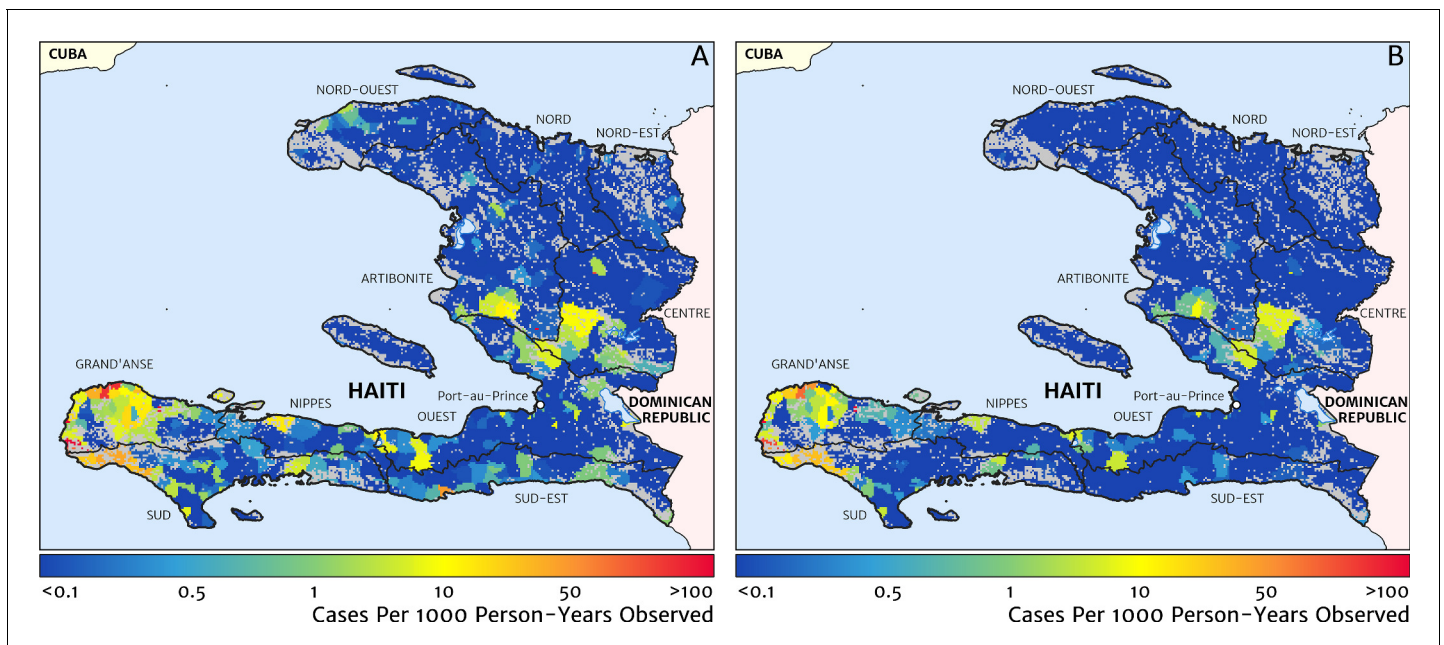 A
CUBA
NORD-OUEST
NORD
NORD-EST
ARTIBONITE
CENTRE
GRAND'ANSE
HAITI
NIPPES
Port-au-Prince
OUEST
DOMINICAN
REPUBLIC
SUD-EST
SUD
<0.1 0.5 1 10 50 >100
Cases Per 1000 Person-Years Observed
B
CUBA
NORD-OUEST
NORD
NORD-EST
ARTIBONITE
CENTRE
GRAND'ANSE
HAITI
NIPPES
Port-au-Prince
OUEST
DOMINICAN
REPUBLIC
SUD-EST
SUD
<0.1 0.5 1 10 50 >100
Cases Per 1000 Person-Years Observed